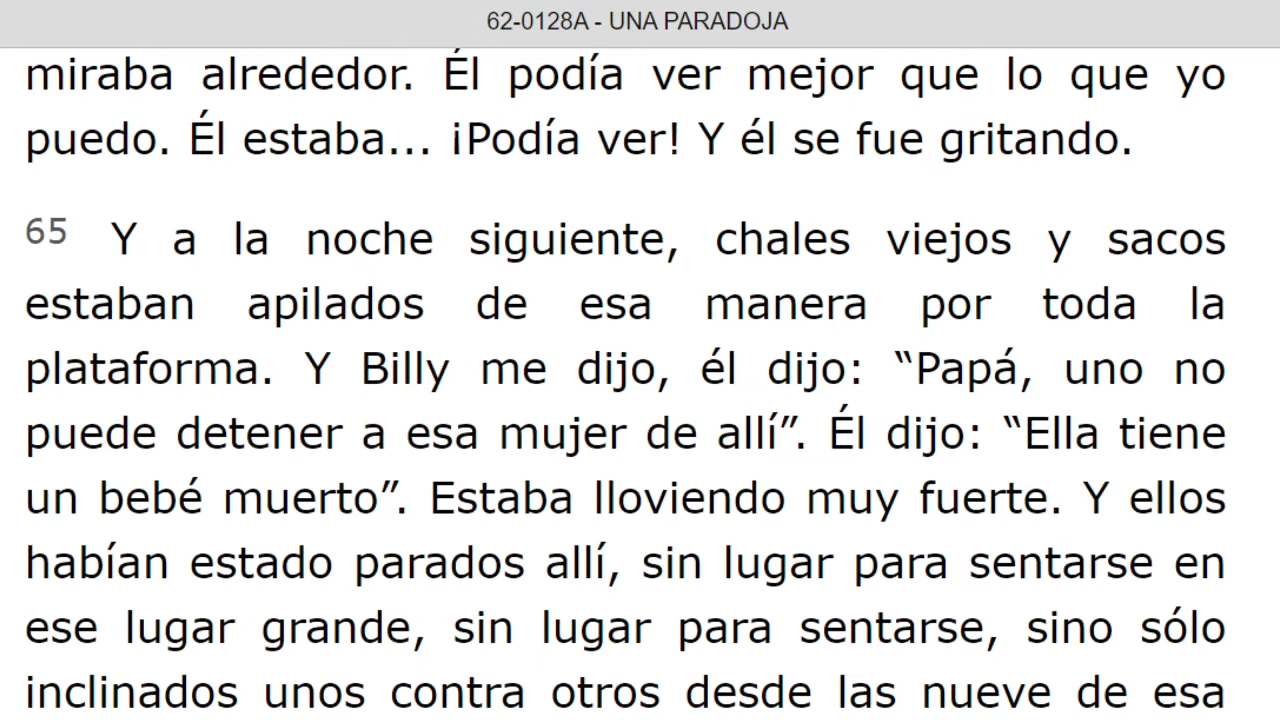 62-0128A - UNA PARADOJA
miraba alrededor. Él podía ver mejor que lo que yo
puedo. Él estaba... ¡Podía ver! Y él se fue gritando.
65 Y a la noche siguiente, chales viejos y sacos
estaban apilados de esa manera por toda la
plataforma. Y Billy me dijo, él dijo: “Papá, uno no
puede detener a esa mujer de allí”. Él dijo: “Ella tiene
un bebé muerto”. Estaba lloviendo muy fuerte. Y ellos
habían estado parados allí, sin lugar para sentarse en
ese lugar grande, sin lugar para sentarse, sino sólo
inclinados unos contra otros desde las nueve de esa